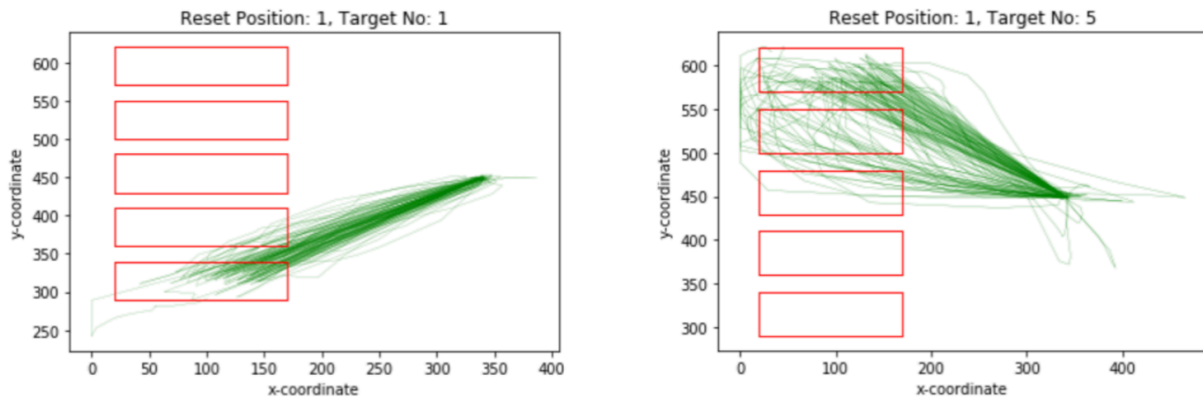 Reset Position: 1, Target No: 1
y-coordinate
600
550
500
450
400
350
300
250
0 50 100 150 200 250 300 350 400
x-coordinate
Reset Position: 1, Target No: 5
y-coordinate
600
550
500
450
400
350
300
0 100 200 300 400
x-coordinate